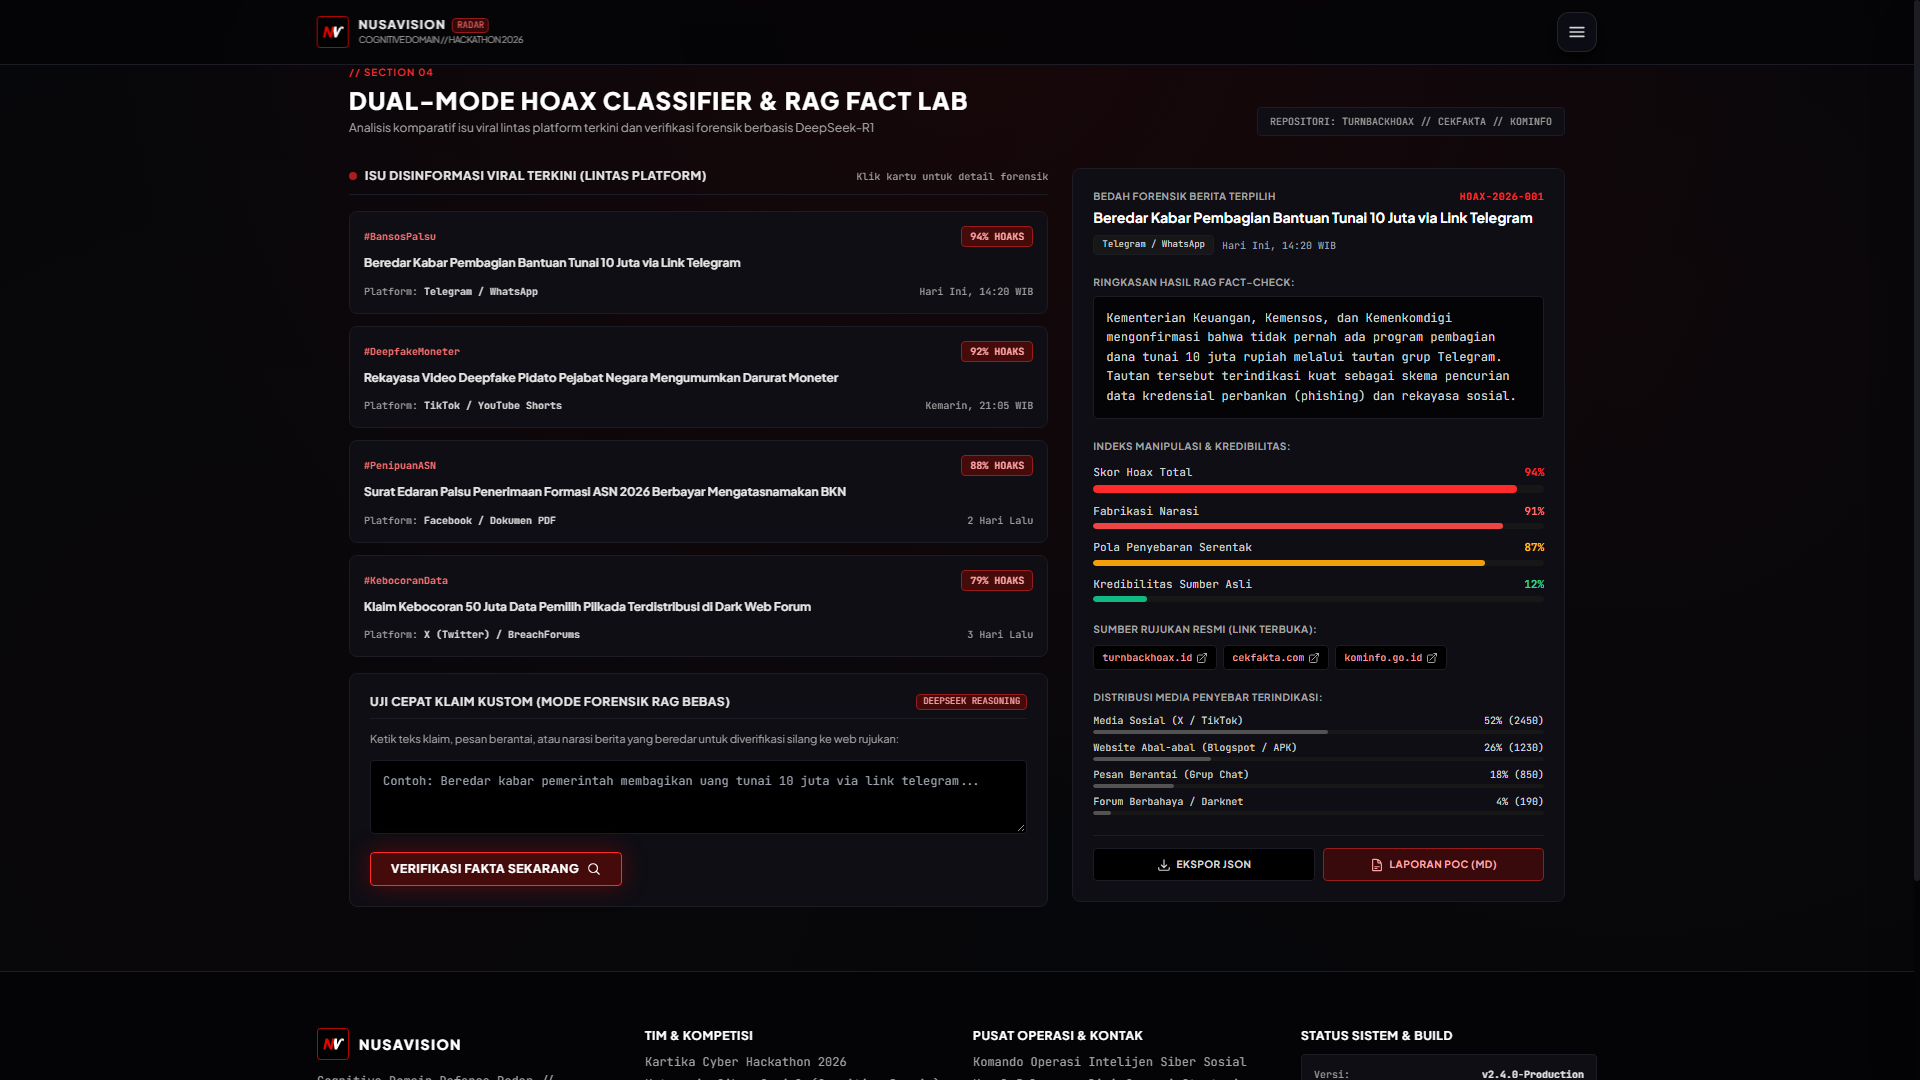 NUSAVISION RADAR
COGNITIVE DOMAIN // HACKATHON 2026
// SECTION 04
DUAL-MODE HOAX CLASSIFIER & RAG FACT LAB
Analisis komparatif isu viral lintas platform terkini dan verifikasi forensik berbasis DeepSeek-R1
REPOSITORI: TURNBACKHOAX // CEKFAKTA // KOMINFO
ISU DISINFORMASI VIRAL TERKINI (LINTAS PLATFORM)
Klik kartu untuk detail forensik
#BansosPalsu
94% HOAKS
Beredar Kabar Pembagian Bantuan Tunai 10 Juta via Link Telegram
Platform: Telegram / WhatsApp
Hari Ini, 14:20 WIB
#DeepfakeMoneter
92% HOAKS
Rekayasa Video Deepfake Pidato Pejabat Negara Mengumumkan Darurat Moneter
Platform: TikTok / YouTube Shorts
Kemarin, 21:05 WIB
#PenipuanASN
88% HOAKS
Surat Edaran Palsu Penerimaan Formasi ASN 2026 Berbayar Mengatasnamakan BKN
Platform: Facebook / Dokumen PDF
2 Hari Lalu
#KebocoranData
79% HOAKS
Klaim Kebocoran 50 Juta Data Pemilih Pilkada Terdistribusi di Dark Web Forum
Platform: X (Twitter) / BreachForums
3 Hari Lalu
UJI CEPAT KLAIM KUSTOM (MODE FORENSIK RAG BEBAS)
DEEPSEEK REASONING
Ketik teks klaim, pesan berantai, atau narasi berita yang beredar untuk diverifikasi silang ke web rujukan:
Contoh: Beredar kabar pemerintah membagikan uang tunai 10 juta via link telegram...
VERIFIKASI FAKTA SEKARANG
BEDAH FORENSIK BERITA TERPILIH
HOAX-2026-001
Beredar Kabar Pembagian Bantuan Tunai 10 Juta via Link Telegram
Telegram / WhatsApp
Hari Ini, 14:20 WIB
RINGKASAN HASIL RAG FACT-CHECK:
Kementerian Keuangan, Kemensos, dan Kemenkomdigi
mengonfirmasi bahwa tidak pernah ada program pembagian
dana tunai 10 juta rupiah melalui tautan grup Telegram.
Tautan tersebut terindikasi kuat sebagai skema pencurian
data kredensial perbankan (phishing) dan rekayasa sosial.
INDEKS MANIPULASI & KREDIBILITAS:
Skor Hoax Total 94%
Fabrikasi Narasi 91%
Pola Penyebaran Serentak 87%
Kredibilitas Sumber Asli 12%
SUMBER RUJUKAN RESMI (LINK TERBUKA):
turnbackhoax.id cekfakta.com kominfo.go.id
DISTRIBUSI MEDIA PENYEBAR TERINDIKASI:
Media Sosial (X / TikTok) 52% (2450)
Website Abal-abal (Blogspot / APK) 26% (1230)
Pesan Berantai (Grup Chat) 18% (850)
Forum Berbahaya / Darknet 4% (190)
EKSPOR JSON
LAPORAN POC (MD)
NUSAVISION
Cognitive Domain Defense Radar //
TIM & KOMPETISI
Kartika Cyber Hackathon 2026
PUSAT OPERASI & KONTAK
Komando Operasi Intelijen Siber Sosial
STATUS SISTEM & BUILD
Versi: v2.4.0-Production